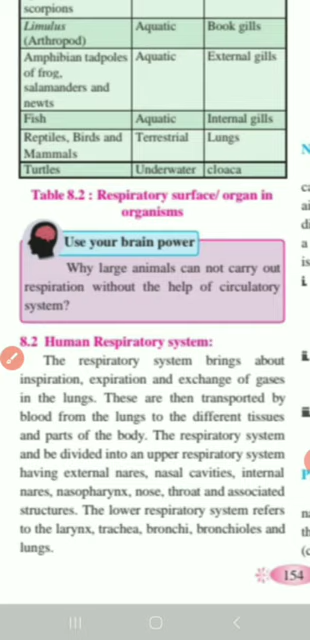 scorpions
Limulus Aquatic Book gills
(Arthropod)
Amphibian tadpoles Aquatic External gills
of frog,
salamanders and
newts
Fish Aquatic Internal gills
Reptiles, Birds and Terrestrial Lungs
Mammals
Turtles Underwater cloaca
Table 8.2 : Respiratory surface/ organ in
organisms
Use your brain power
Why large animals can not carry out
respiration without the help of circulatory
system?
8.2 Human Respiratory system:
The respiratory system brings about
inspiration, expiration and exchange of gases
in the lungs. These are then transported by
blood from the lungs to the different tissues
and parts of the body. The respiratory system
and be divided into an upper respiratory system
having external nares, nasal cavities, internal
nares, nasopharynx, nose, throat and associated
structures. The lower respiratory system refers
to the larynx, trachea, bronchi, bronchioles and
lungs.
154